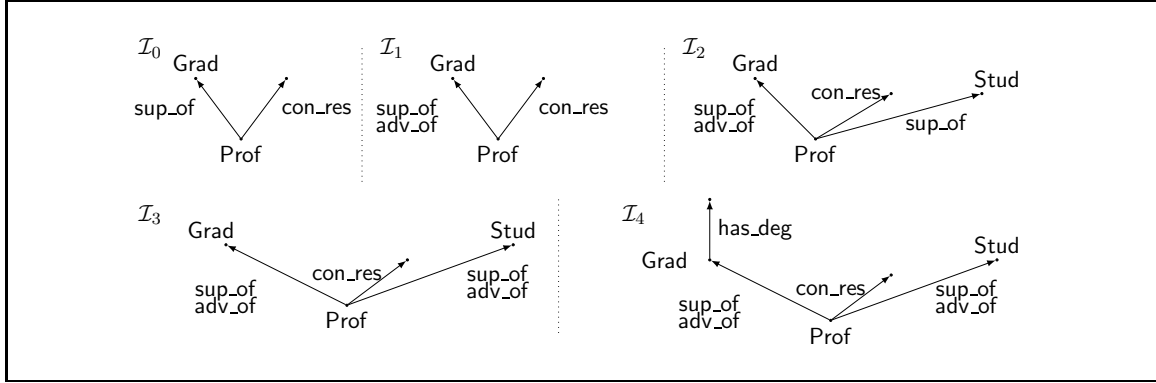 I₀
Grad
sup_of
con_res
Prof
I₁
Grad
sup_of
adv_of
con_res
Prof
I₂
Grad
con_res
Stud
sup_of
adv_of
sup_of
Prof
I₃
Grad
Stud
con_res
sup_of
adv_of
sup_of
adv_of
Prof
I₄
has_deg
Grad
Stud
con_res
sup_of
adv_of
sup_of
adv_of
Prof